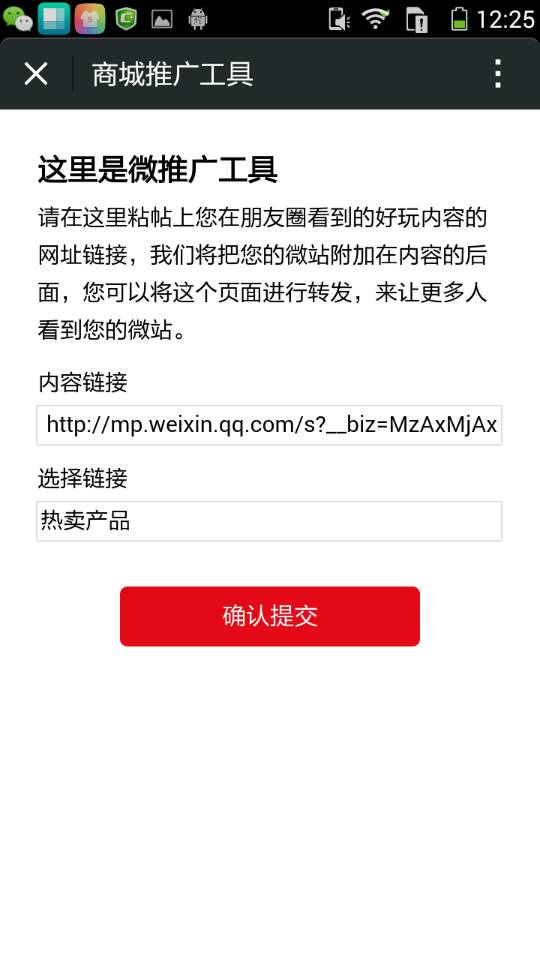 12:25
商城推广工具
这里是微推广工具
请在这里粘帖上您在朋友圈看到的好玩内容的
网址链接，我们将把您的微站附加在内容的后
面，您可以将这个页面进行转发，来让更多人
看到您的微站。
内容链接
http://mp.weixin.qq.com/s?__biz=MzAxMjAx
选择链接
热卖产品
确认提交